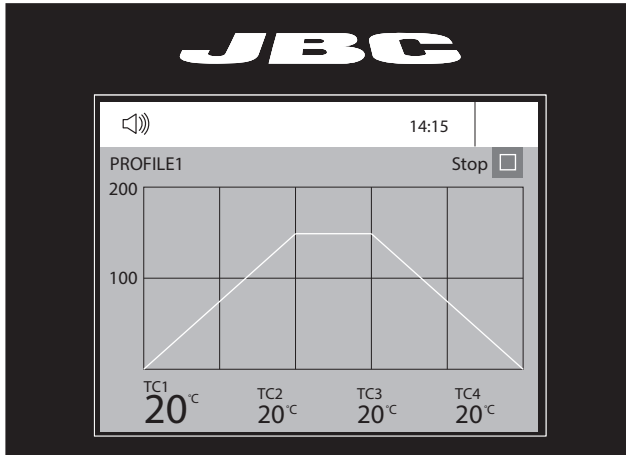 JBC
14:15
PROFILE1 Stop
200
100
TC1 TC2 TC3 TC4
20℃ 20℃ 20℃ 20℃